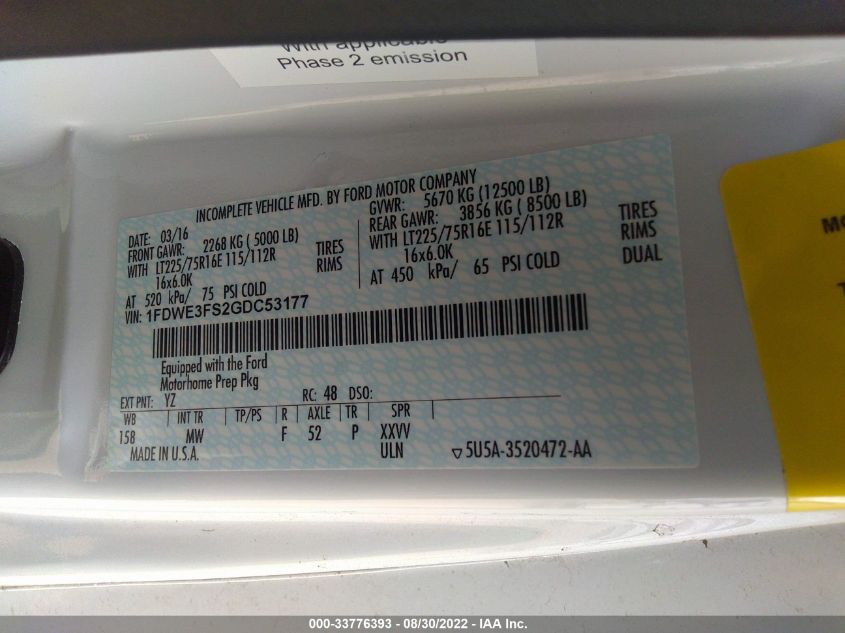 Phase 2 emission
INCOMPLETE VEHICLE MFD. BY FORD MOTOR COMPANY
DATE: 03/16
GVWR: 5670 KG (12500 LB)
FRONT GAWR: 2268 KG ( 5000 LB)
REAR GAWR: 3856 KG ( 8500 LB)
WITH LT225/75R16E 115/112R TIRES
WITH LT225/75R16E 115/112R TIRES
16x6.0K RIMS
16x6.0K RIMS
AT 520 kPa/ 75 PSI COLD
AT 450 kPa/ 65 PSI COLD DUAL
VIN: 1FDWE3FS2GDC53177
Equipped with the Ford
Motorhome Prep Pkg
EXT PNT: YZ RC: 48 DSO:
WB INT TR TP/PS R AXLE TR SPR
158 MW F 52 P XXVV
MADE IN U.S.A. ULN ▽5U5A-3520472-AA
000-33776393 - 08/30/2022 - IAA Inc.